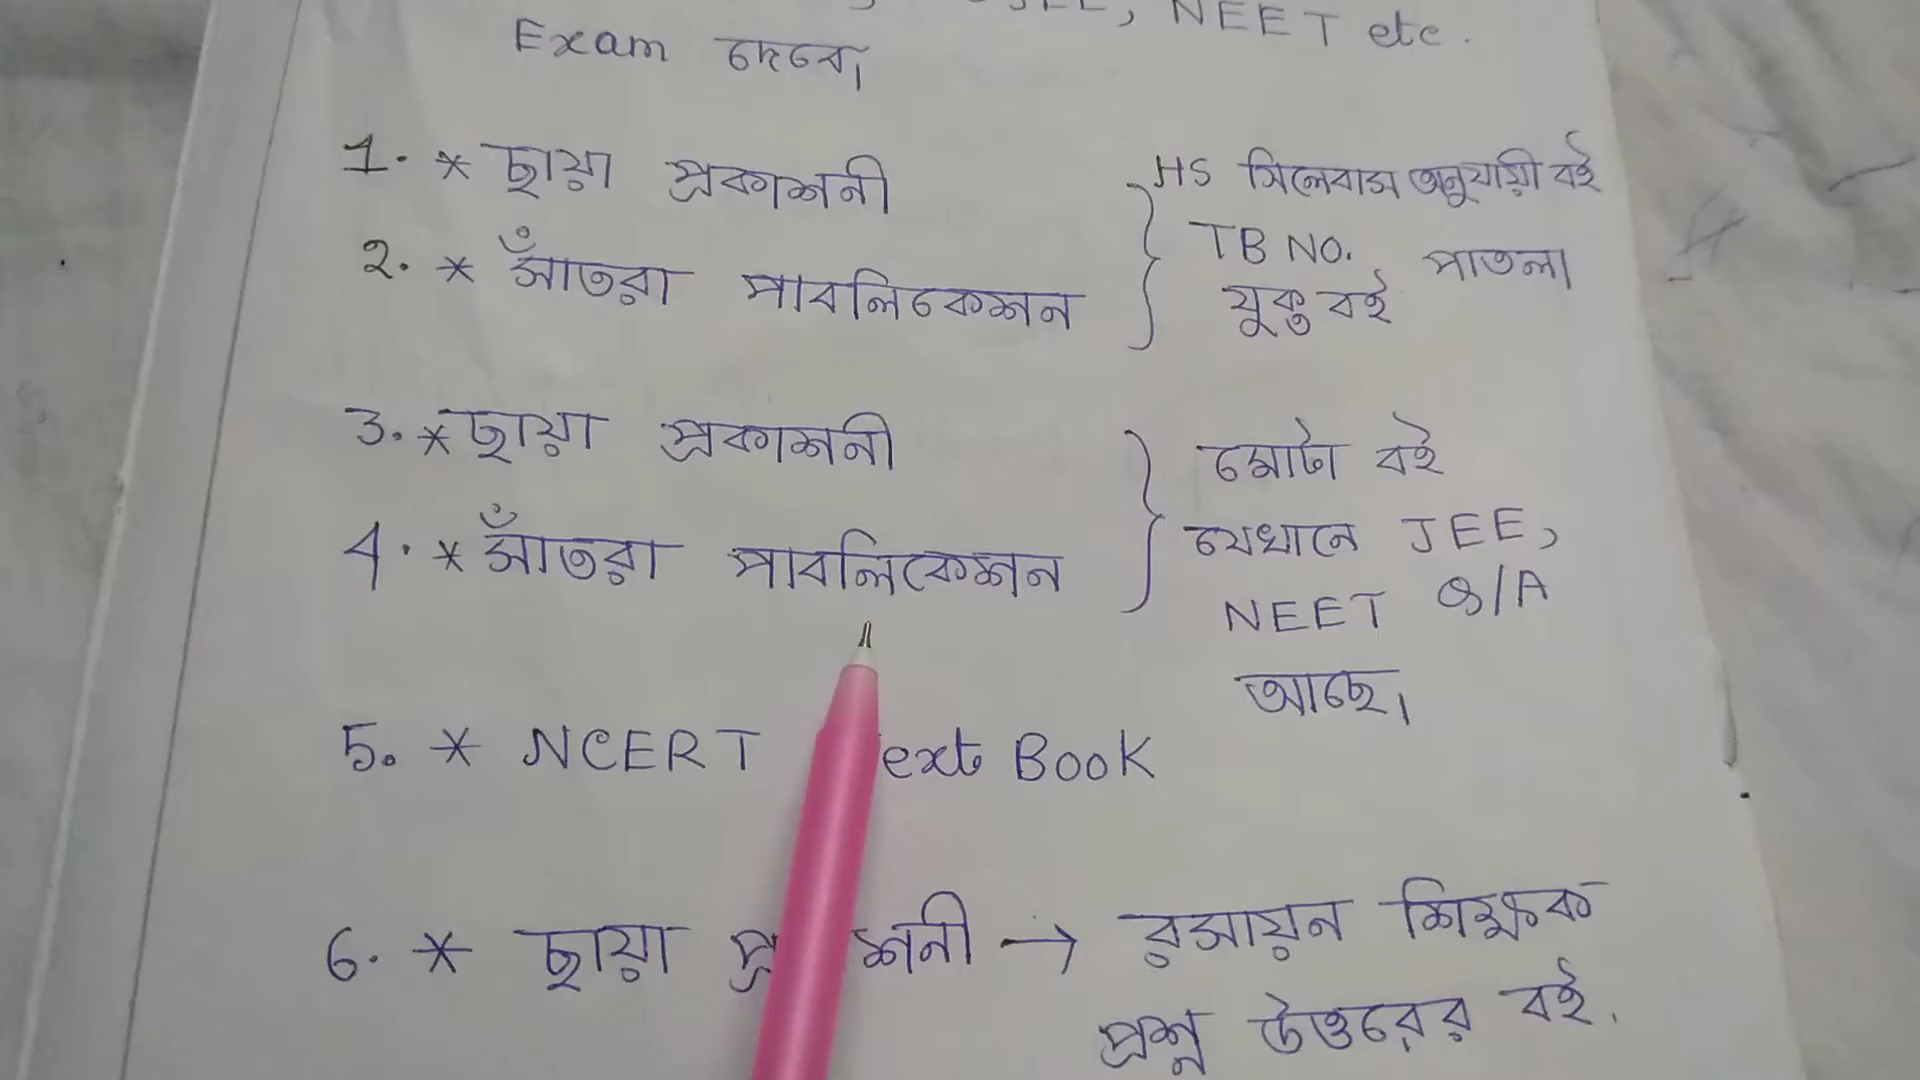 NEET etc.
Exam দেবে।
1. * ছায়া প্রকাশনী
2. * সাঁতরা পাবলিকেশন
HS সিলেবাস অনুযায়ী বই
TB NO. পাতলা
যুক্ত বই
3. * ছায়া প্রকাশনী
4. * সাঁতরা পাবলিকেশন
মোটা বই
যেখানে JEE,
NEET Q/A
আছে।
5. * NCERT ext Book
6. * ছায়া প্র শনী → রসায়ন শিক্ষক
প্রশ্ন উত্তরের বই.